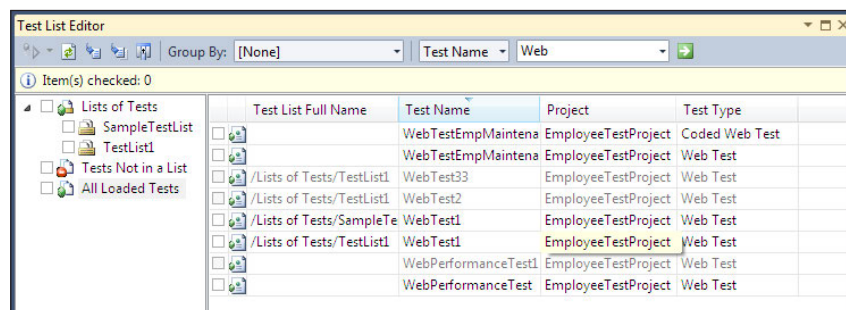 Test List Editor
Group By: [None] Test Name Web
Item(s) checked: 0
Lists of Tests
SampleTestList
TestList1
Tests Not in a List
All Loaded Tests
Test List Full Name Test Name Project Test Type
WebTestEmpMaintena EmployeeTestProject Coded Web Test
WebTestEmpMaintena EmployeeTestProject Web Test
/Lists of Tests/TestList1 WebTest33 EmployeeTestProject Web Test
/Lists of Tests/TestList1 WebTest2 EmployeeTestProject Web Test
/Lists of Tests/SampleTe WebTest1 EmployeeTestProject Web Test
/Lists of Tests/TestList1 WebTest1 EmployeeTestProject Web Test
WebPerformanceTest1 EmployeeTestProject Web Test
WebPerformanceTest EmployeeTestProject Web Test